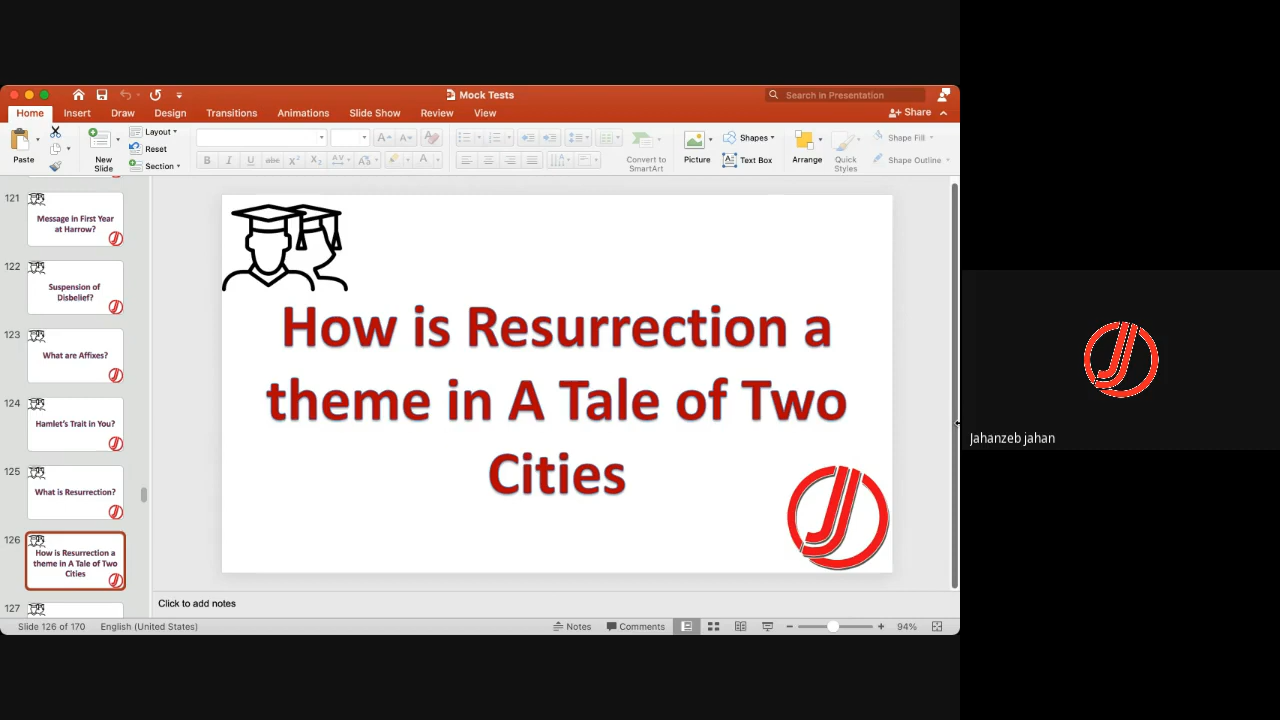 Mock Tests
Search in Presentation
Home Insert Draw Design Transitions Animations Slide Show Review View Share
Paste
New Slide
Layout
Reset
Section
Convert to SmartArt
Picture
Shapes
Text Box
Arrange
Quick Styles
Shape Fill
Shape Outline
121
Message in First Year
at Harrow?
122
Suspension of
Disbelief?
123
What are Affixes?
124
Hamlet's Trait in You?
125
What is Resurrection?
126
How is Resurrection a
theme in A Tale of Two
Cities
127
How is Resurrection a
theme in A Tale of Two
Cities
Click to add notes
Slide 126 of 170 English (United States) Notes Comments 94%
Jahanzeb jahan